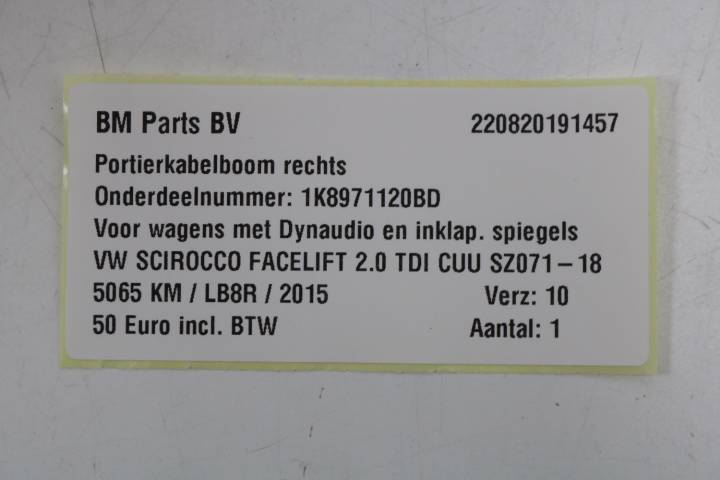 BM Parts BV 220820191457
Portierkabelboom rechts
Onderdeelnummer: 1K8971120BD
Voor wagens met Dynaudio en inklap. spiegels
VW SCIROCCO FACELIFT 2.0 TDI CUU SZ071-18
5065 KM / LB8R / 2015 Verz: 10
50 Euro incl. BTW Aantal: 1